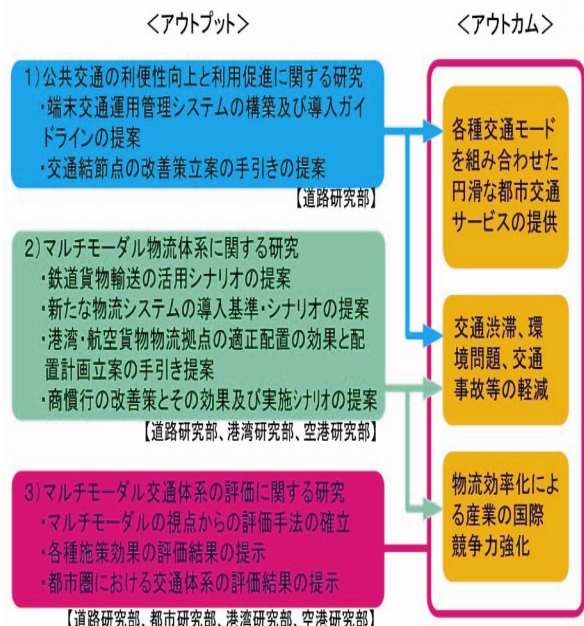 <アウトプット>
<アウトカム>
1)公共交通の利便性向上と利用促進に関する研究
・端末交通運用管理システムの構築及び導入ガイ
ドラインの提案
・交通結節点の改善策立案の手引きの提案
【道路研究部】
2)マルチモーダル物流体系に関する研究
・鉄道貨物輸送の活用シナリオの提案
・新たな物流システムの導入基準・シナリオの提案
・港湾・航空貨物物流拠点の適正配置の効果と配
置計画立案の手引き提案
・商慣行の改善策とその効果及び実施シナリオの提案
【道路研究部、港湾研究部、空港研究部】
3)マルチモーダル交通体系の評価に関する研究
・マルチモーダルの視点からの評価手法の確立
・各種施策効果の評価結果の提示
・都市圏における交通体系の評価結果の提示
【道路研究部、都市研究部、港湾研究部、空港研究部】
各種交通モード
を組み合わせた
円滑な都市交通
サービスの提供
交通渋滞、環
境問題、交通
事故等の軽減
物流効率化によ
る産業の国際
競争力強化